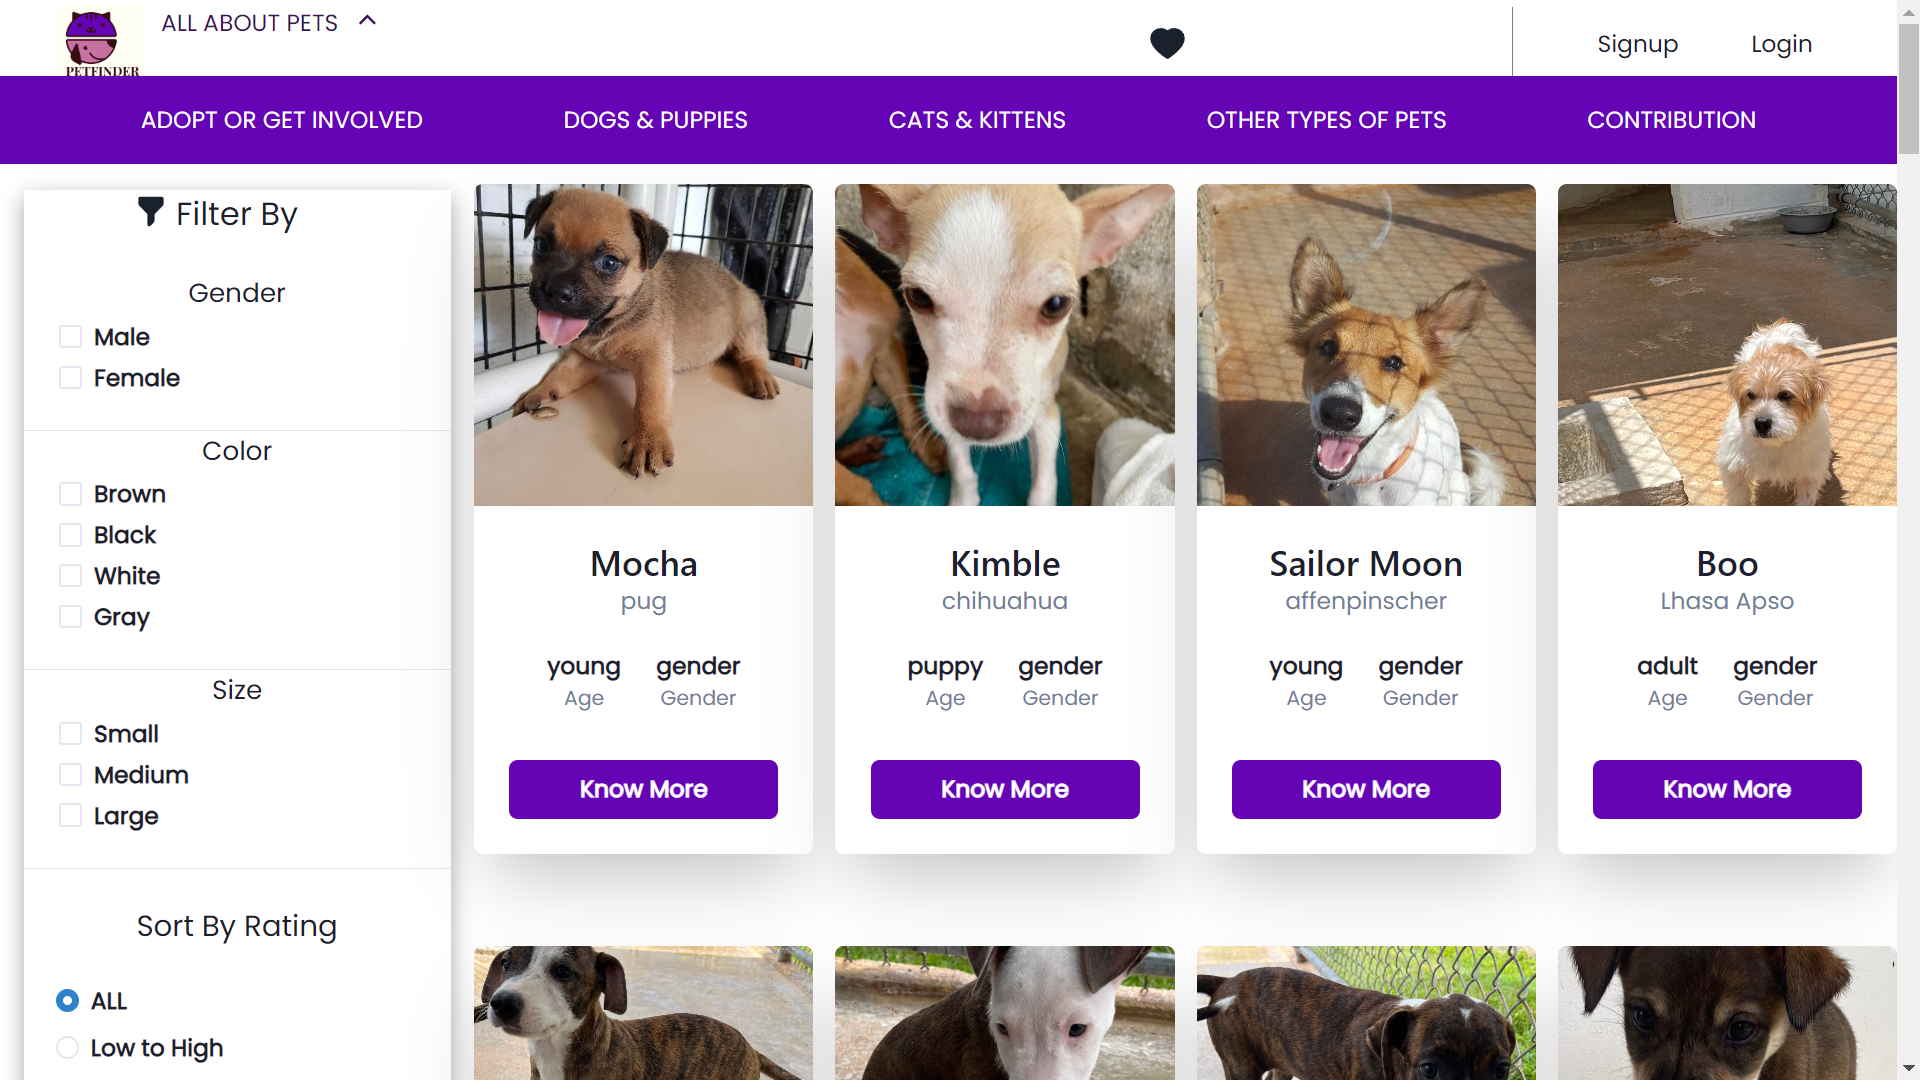 PETFINDER
ALL ABOUT PETS
Signup
Login
ADOPT OR GET INVOLVED
DOGS & PUPPIES
CATS & KITTENS
OTHER TYPES OF PETS
CONTRIBUTION
Filter By
Gender
Male
Female
Color
Brown
Black
White
Gray
Size
Small
Medium
Large
Sort By Rating
ALL
Low to High
Mocha
pug
young gender
Age Gender
Know More
Kimble
chihuahua
puppy gender
Age Gender
Know More
Sailor Moon
affenpinscher
young gender
Age Gender
Know More
Boo
Lhasa Apso
adult gender
Age Gender
Know More